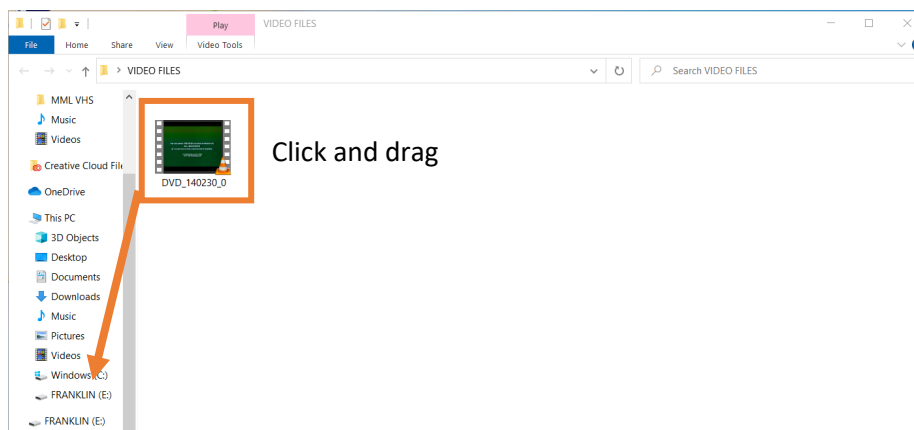 Play VIDEO FILES
File Home Share View Video Tools
VIDEO FILES
Search VIDEO FILES
MML VHS
Music
Videos
Creative Cloud File
OneDrive
This PC
3D Objects
Desktop
Documents
Downloads
Music
Pictures
Videos
Windows (C:)
FRANKLIN (E:)
FRANKLIN (E:)
DVD_140230_0
Click and drag